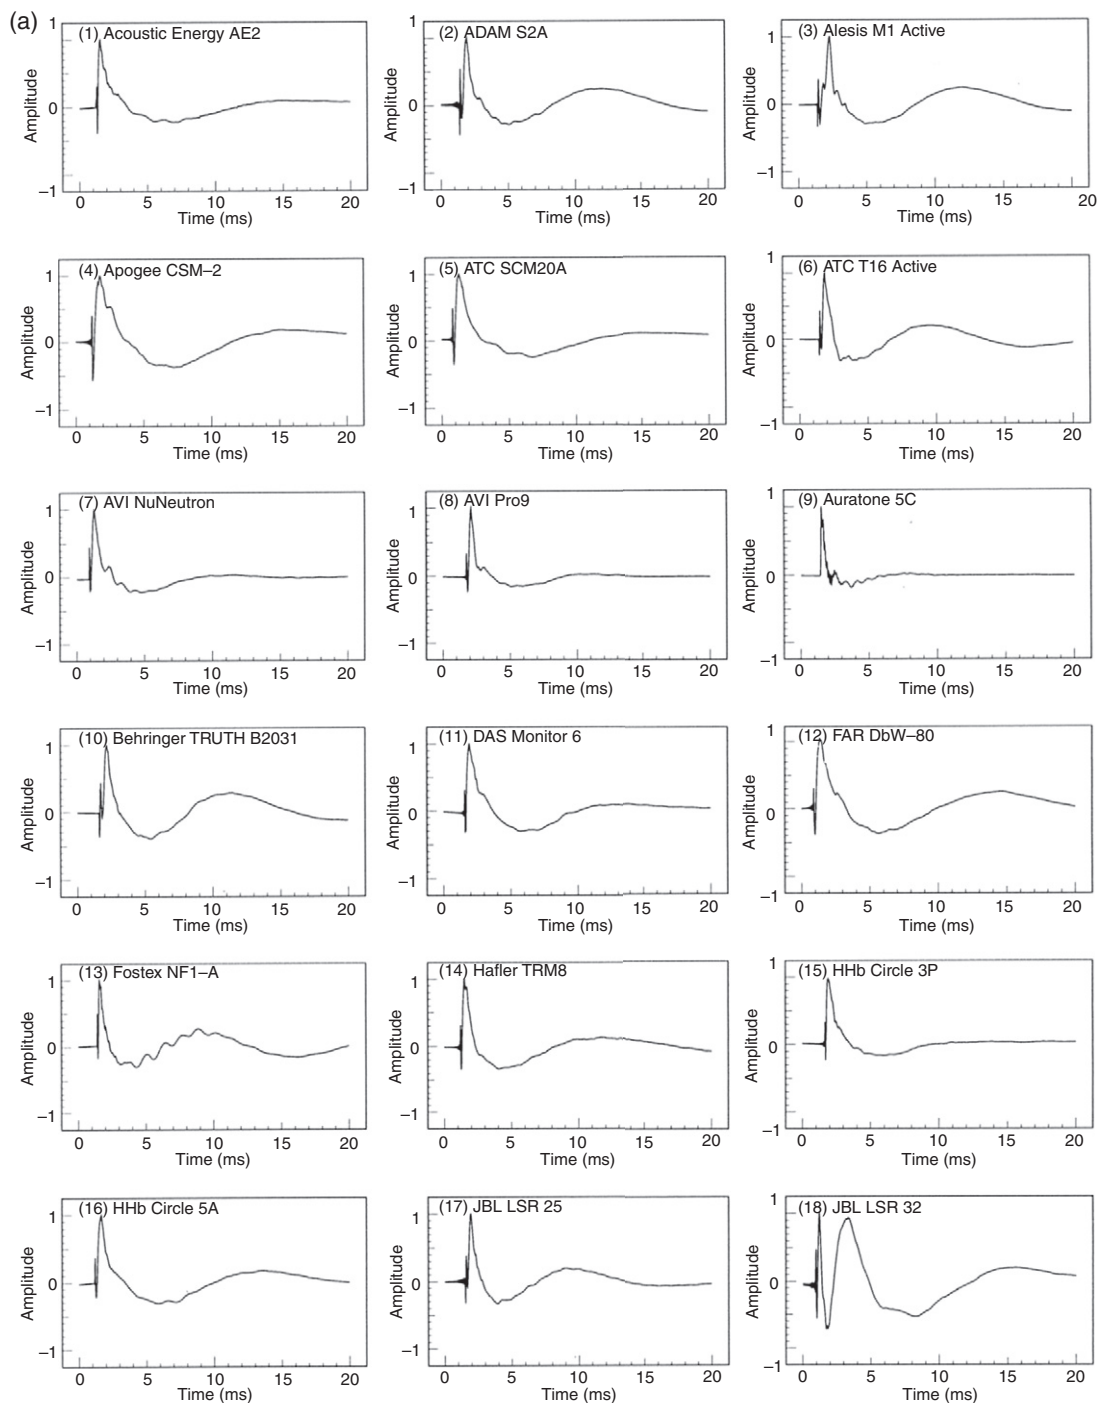 (a)
(1) Acoustic Energy AE2
Amplitude
1
0
–1
0 5 10 15 20
Time (ms)
(2) ADAM S2A
Amplitude
1
0
–1
0 5 10 15 20
Time (ms)
(3) Alesis M1 Active
Amplitude
1
0
–1
0 5 10 15 20
Time (ms)
(4) Apogee CSM–2
Amplitude
1
0
–1
0 5 10 15 20
Time (ms)
(5) ATC SCM20A
Amplitude
1
0
–1
0 5 10 15 20
Time (ms)
(6) ATC T16 Active
Amplitude
1
0
–1
0 5 10 15 20
Time (ms)
(7) AVI NuNeutron
Amplitude
1
0
–1
0 5 10 15 20
Time (ms)
(8) AVI Pro9
Amplitude
1
0
–1
0 5 10 15 20
Time (ms)
(9) Auratone 5C
Amplitude
1
0
–1
0 5 10 15 20
Time (ms)
(10) Behringer TRUTH B2031
Amplitude
1
0
–1
0 5 10 15 20
Time (ms)
(11) DAS Monitor 6
Amplitude
1
0
–1
0 5 10 15 20
Time (ms)
(12) FAR DbW–80
Amplitude
1
0
–1
0 5 10 15 20
Time (ms)
(13) Fostex NF1–A
Amplitude
1
0
–1
0 5 10 15 20
Time (ms)
(14) Hafler TRM8
Amplitude
1
0
–1
0 5 10 15 20
Time (ms)
(15) HHb Circle 3P
Amplitude
1
0
–1
0 5 10 15 20
Time (ms)
(16) HHb Circle 5A
Amplitude
1
0
–1
0 5 10 15 20
Time (ms)
(17) JBL LSR 25
Amplitude
1
0
–1
0 5 10 15 20
Time (ms)
(18) JBL LSR 32
Amplitude
1
0
–1
0 5 10 15 20
Time (ms)